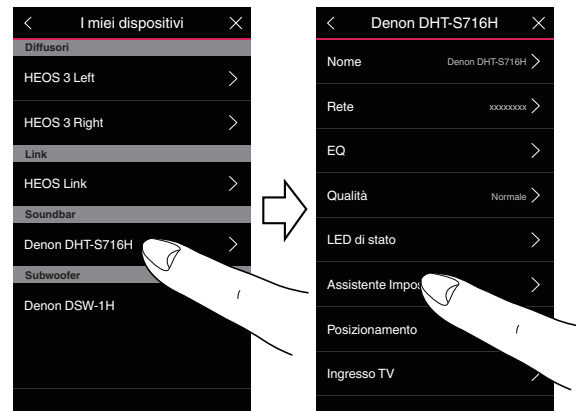 I miei dispositivi
Diffusori
HEOS 3 Left
HEOS 3 Right
Link
HEOS Link
Soundbar
Denon DHT-S716H
Subwoofer
Denon DSW-1H
Denon DHT-S716H
Nome Denon DHT-S716H
Rete xxxxxxxx
EQ
Qualità Normale
LED di stato
Assistente
Posizionamento
Ingresso TV